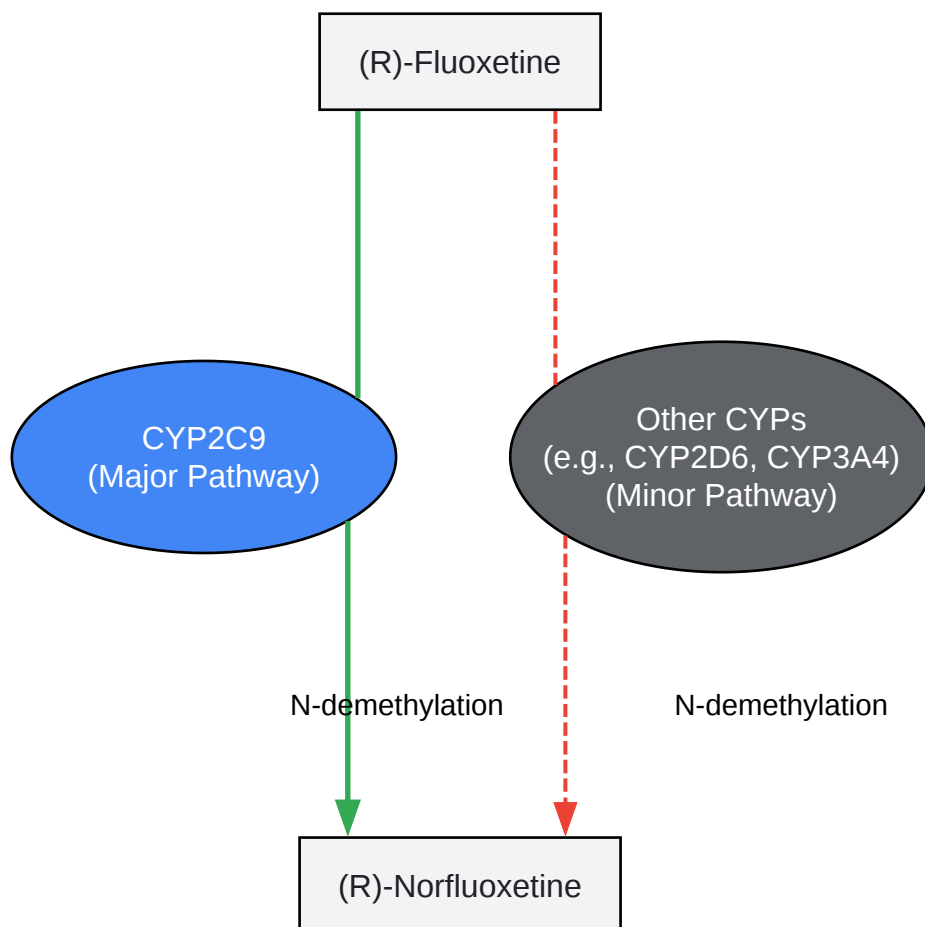 (R)-Fluoxetine
CYP2C9
(Major Pathway)
Other CYPs
(e.g., CYP2D6, CYP3A4)
(Minor Pathway)
N-demethylation
N-demethylation
(R)-Norfluoxetine